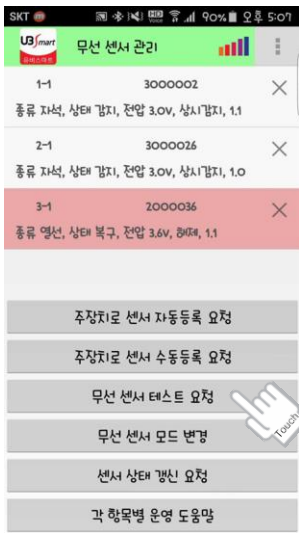 SKT 90% 오후 5:07
UBSmart
유비스마트
무선 센서 관리
1-1 3000002
종류 자석, 상태 감지, 전압 3.0V, 상시감지, 1.1
2-1 3000026
종류 자석, 상태 감지, 전압 3.0V, 상시감지, 1.0
3-1 2000036
종류 열선, 상태 복구, 전압 3.6V, 해제, 1.1
주장치로 센서 자동등록 요청
주장치로 센서 수동등록 요청
무선 센서 테스트 요청
Touch
무선 센서 모드 변경
센서 상태 갱신 요청
각 항목별 운영 도움말